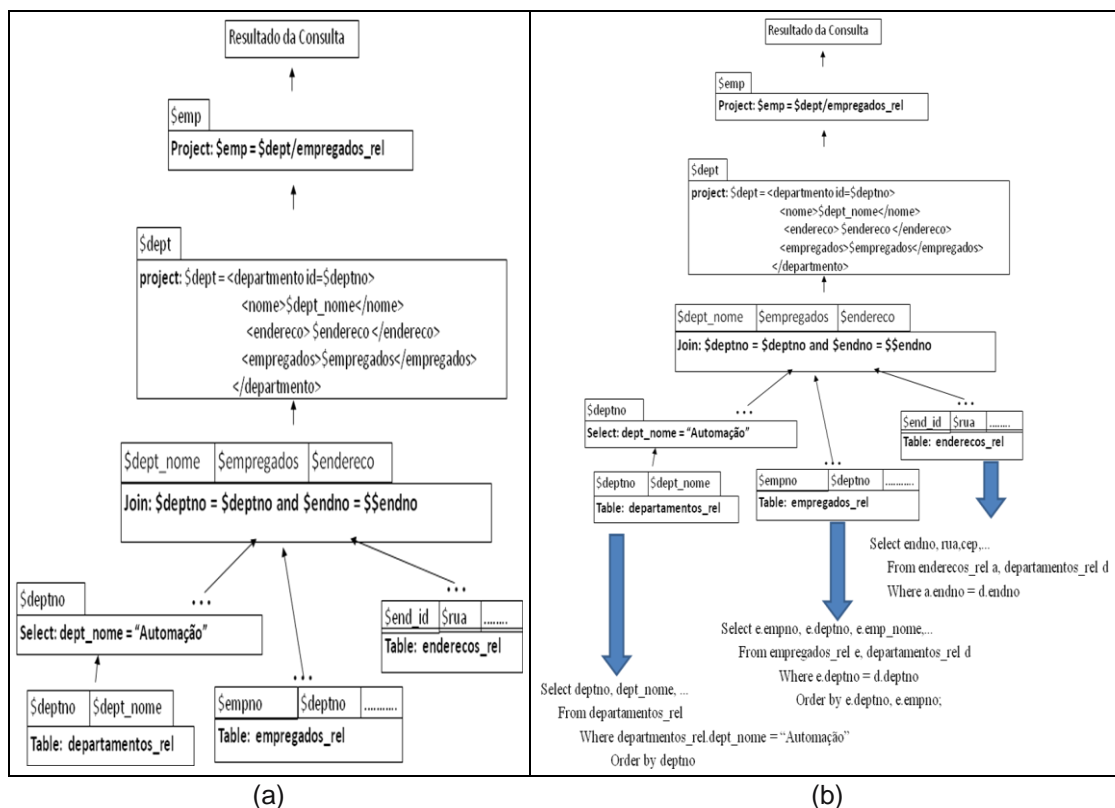 Resultado da Consulta
$emp
Project: $emp = $dept/empregados_rel
$dept
project: $dept = <departmento id=$deptno>
<nome>$dept_nome</nome>
<endereco> $endereco </endereco>
<empregados>$empregados</empregados>
</departmento>
$dept_nome $empregados $endereco
Join: $deptno = $deptno and $endno = $$endno
$deptno ...
Select: dept_nome = “Automação”
$deptno $dept_nome
Table: departamentos_rel
...
$empno $deptno ...........
Table: empregados_rel
...
$end_id $rua ........
Table: enderecos_rel
(a)
Resultado da Consulta
$emp
Project: $emp = $dept/empregados_rel
$dept
project: $dept = <departmento id=$deptno>
<nome>$dept_nome</nome>
<endereco> $endereco </endereco>
<empregados>$empregados</empregados>
</departmento>
$dept_nome $empregados $endereco
Join: $deptno = $deptno and $endno = $$endno
$deptno ...
Select: dept_nome = “Automação”
$deptno $dept_nome
Table: departamentos_rel
...
$empno $deptno ...........
Table: empregados_rel
...
$end_id $rua ........
Table: enderecos_rel
Select endno, rua,cep,...
From enderecos_rel a, departamentos_rel d
Where a.endno = d.endno
Select e.empno, e.deptno, e.emp_nome,...
From empregados_rel e, departamentos_rel d
Where e.deptno = d.deptno
Order by e.deptno, e.empno;
Select deptno, dept_nome, ...
From departamentos_rel
Where departmentos_rel.dept_nome = “Automação”
Order by deptno
(b)